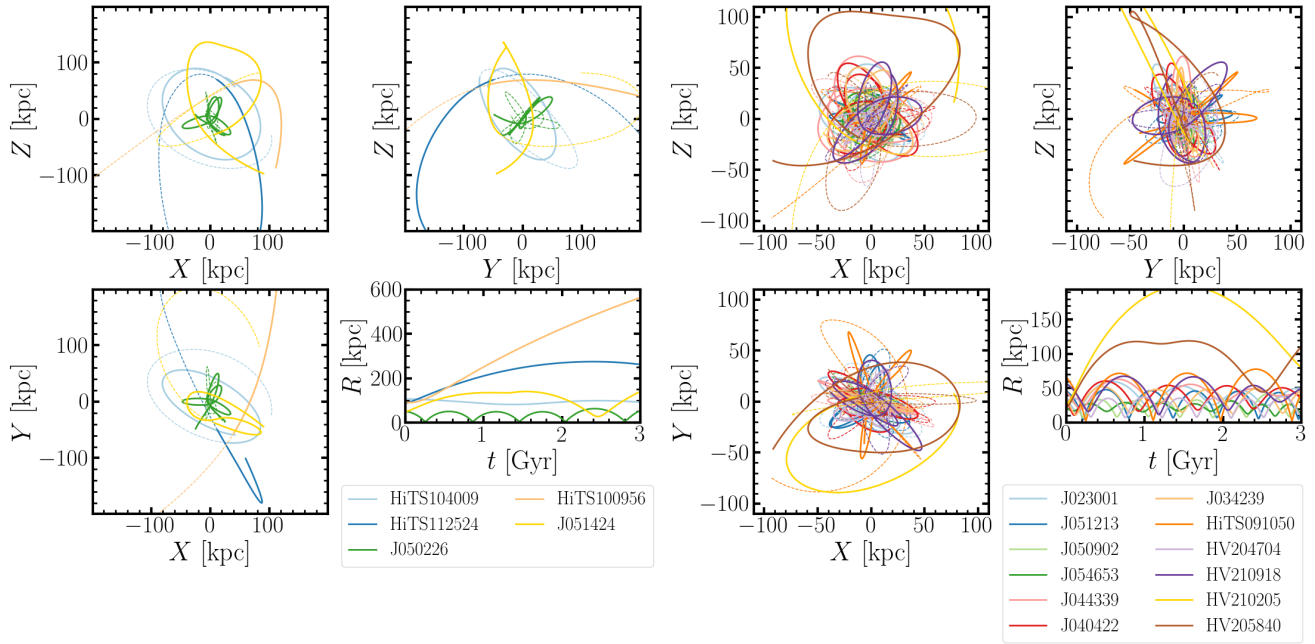 100
0
−100
Z [kpc]
−100
0
100
X [kpc]
Z [kpc]
−100
0
100
Y [kpc]
100
50
0
−50
−100
Z [kpc]
−100
−50
0
50
100
X [kpc]
Z [kpc]
−100
−50
0
50
100
Y [kpc]
100
0
−100
Y [kpc]
−100
0
100
X [kpc]
600
400
200
0
R [kpc]
0
1
2
3
t [Gyr]
HiTS104009
HiTS112524
J050226
HiTS100956
J051424
100
50
0
−50
−100
Y [kpc]
−100
−50
0
50
100
X [kpc]
150
100
50
0
R [kpc]
0
1
2
3
t [Gyr]
J023001
J051213
J050902
J054653
J044339
J040422
J034239
HiTS091050
HV204704
HV210918
HV210205
HV205840